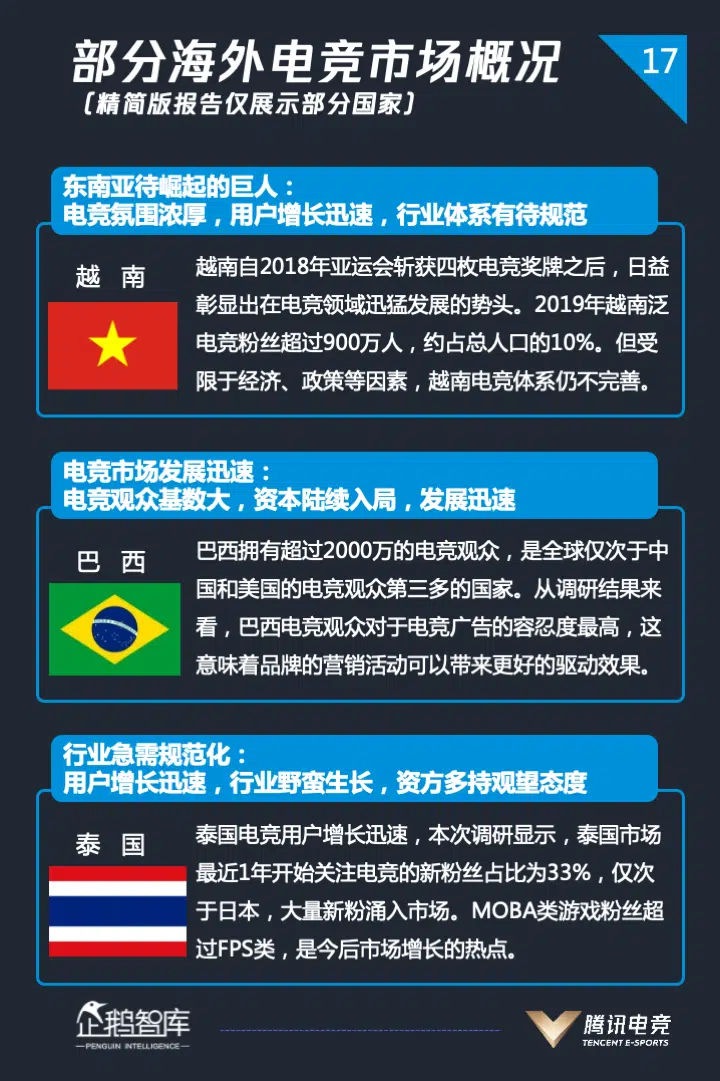 部分海外电竞市场概况
17
（精简版报告仅展示部分国家）
东南亚待崛起的巨人：
电竞氛围浓厚，用户增长迅速，行业体系有待规范
越 南
越南自2018年亚运会斩获四枚电竞奖牌之后，日益
彰显出在电竞领域迅猛发展的势头。2019年越南泛
电竞粉丝超过900万人，约占总人口的10%。但受
限于经济、政策等因素，越南电竞体系仍不完善。
电竞市场发展迅速：
电竞观众基数大，资本陆续入局，发展迅速
巴 西
巴西拥有超过2000万的电竞观众，是全球仅次于中
国和美国的电竞观众第三多的国家。从调研结果来
看，巴西电竞观众对于电竞广告的容忍度最高，这
意味着品牌的营销活动可以带来更好的驱动效果。
行业急需规范化：
用户增长迅速，行业野蛮生长，资方多持观望态度
泰 国
泰国电竞用户增长迅速，本次调研显示，泰国市场
最近1年开始关注电竞的新粉丝占比为33%，仅次
于日本，大量新粉涌入市场。MOBA类游戏粉丝超
过FPS类，是今后市场增长的热点。
企鹅智库
PENGUIN INTELLIGENCE
腾讯电竞
TENCENT E-SPORTS